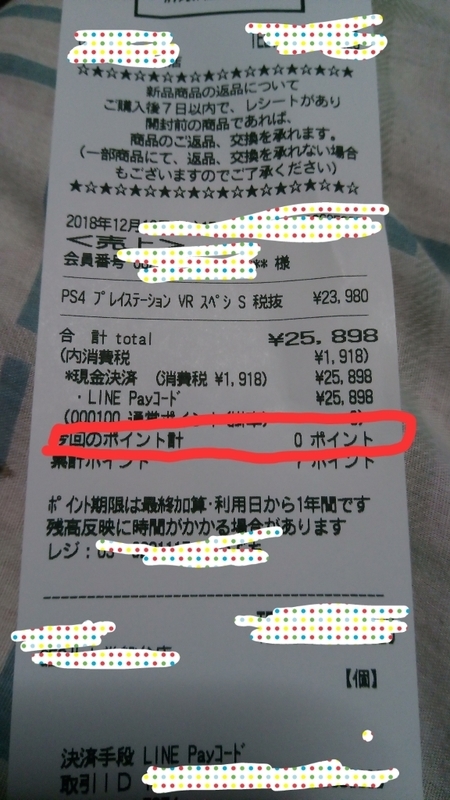 TEL
新品商品の返品について
ご購入後7日以内で、レシートがあり
開封前の商品であれば、
商品のご返品、交換を承れます。
(一部商品にて、返品、交換を承れない場合
もございますのでご了承ください)
2018年12月
<売上>
会員番号 ** 様
PS4 プレイステーション VR スペシ S 税抜 ¥23,980
合 計 total ¥25,898
(内消費税 ¥1,918)
*現金決済 (消費税 ¥1,918) ¥25,898
・LINE Payコード ¥25,898
(000100 通常ポイント
今回のポイント計 0 ポイント
累計ポイント ポイント
ポイント期限は最終加算・利用日から1年間です
残高反映に時間がかかる場合があります
レジ:
【個】
決済手段 LINE Payコード
取引ID